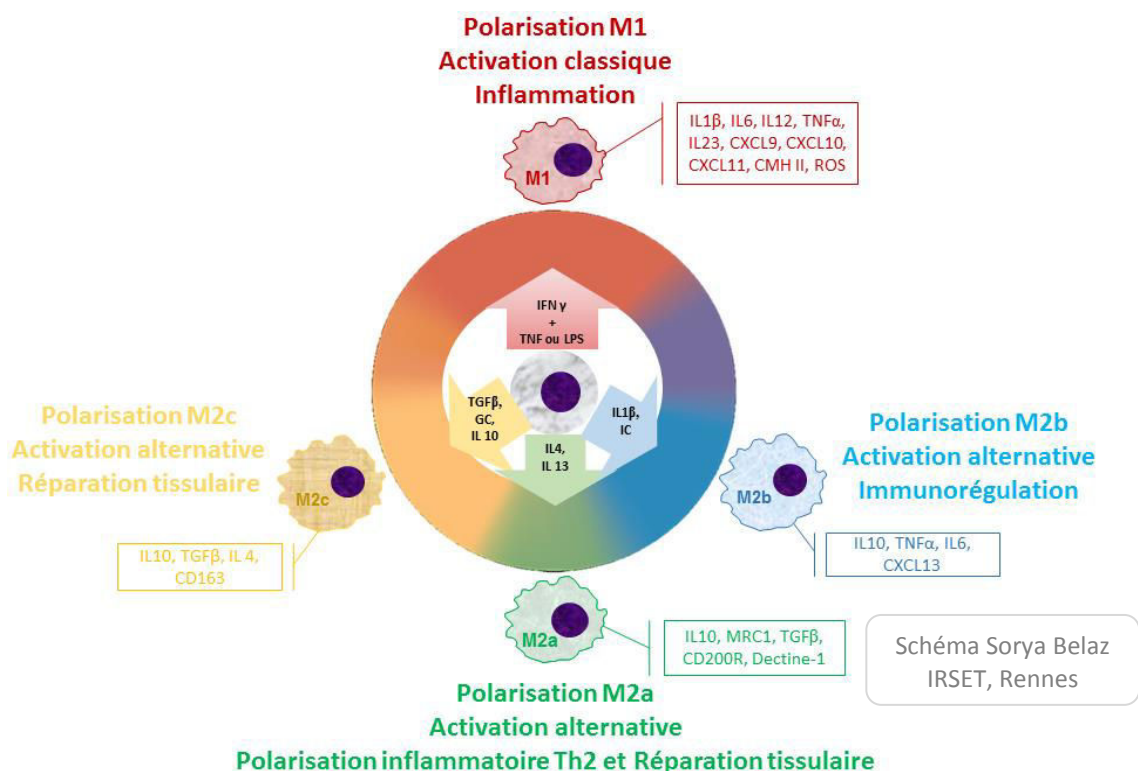 Polarisation M1
Activation classique
Inflammation
IL1β, IL6, IL12, TNFα,
IL23, CXCL9, CXCL10,
CXCL11, CMH II, ROS
M1
IFN γ
+
TNF ou LPS
TGFβ,
GC,
IL 10
IL1β,
IC
IL4,
IL 13
Polarisation M2c
Activation alternative
Réparation tissulaire
M2c
IL10, TGFβ, IL 4,
CD163
Polarisation M2b
Activation alternative
Immunorégulation
M2b
IL10, TNFα, IL6,
CXCL13
M2a
IL10, MRC1, TGFβ,
CD200R, Dectine-1
Polarisation M2a
Activation alternative
Polarisation inflammatoire Th2 et Réparation tissulaire
Schéma Sorya Belaz
IRSET, Rennes